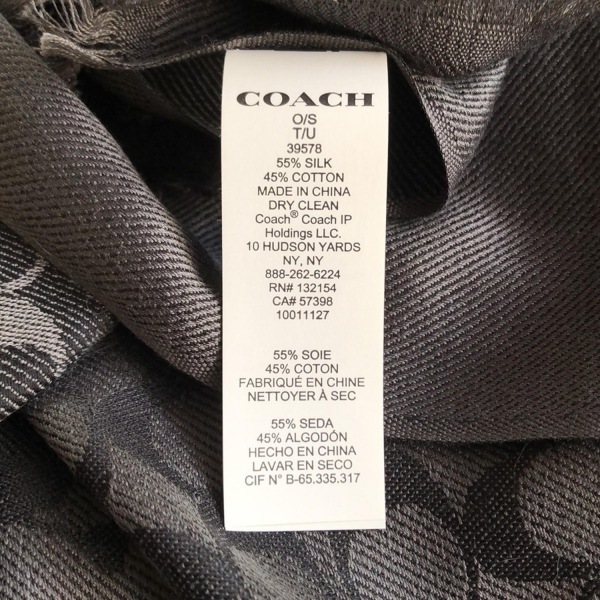 COACH
O/S
T/U
39578
55% SILK
45% COTTON
MADE IN CHINA
DRY CLEAN
Coach® Coach IP
Holdings LLC.
10 HUDSON YARDS
NY, NY
888-262-6224
RN# 132154
CA# 57398
10011127
55% SOIE
45% COTON
FABRIQUÉ EN CHINE
NETTOYER À SEC
55% SEDA
45% ALGODÓN
HECHO EN CHINA
LAVAR EN SECO
CIF N° B-65.335.317